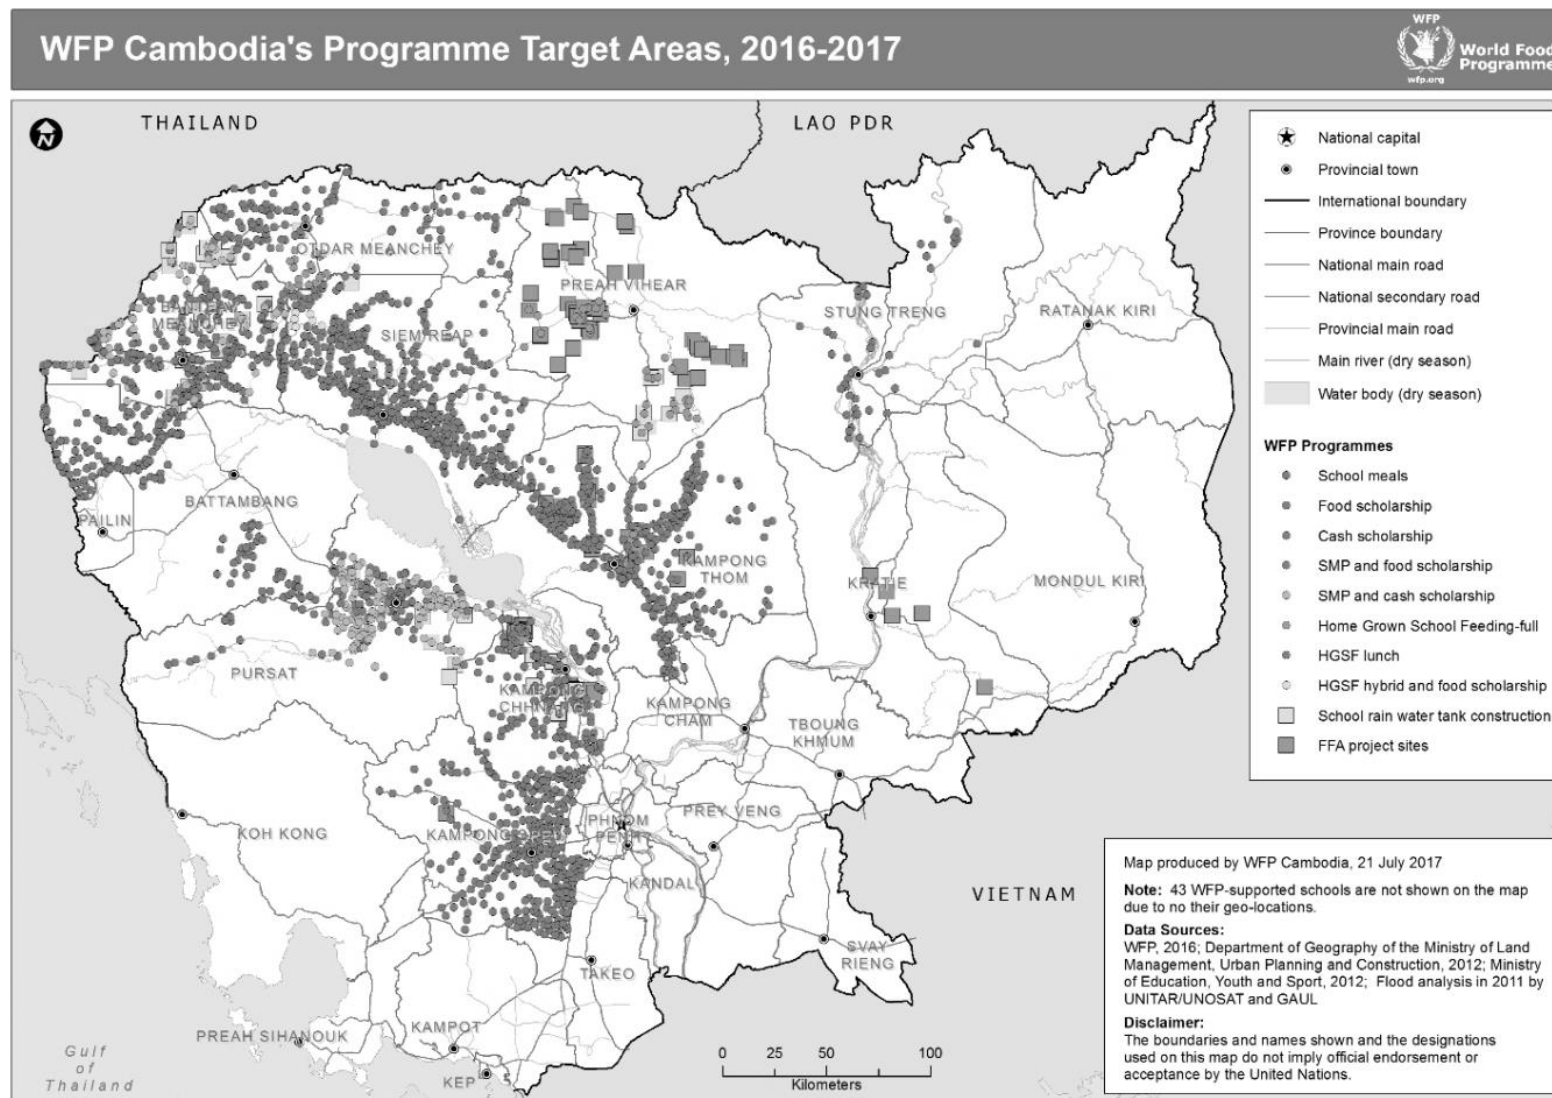 WFP Cambodia's Programme Target Areas, 2016-2017
WFP
wfp.org
World Food
Programme
N
THAILAND
LAO PDR
OTDAR MEANCHEY
PREAH VIHEAR
BANTEAY
MEANCHEY
SIEM REAP
STUNG TRENG
RATANAK KIRI
BATTAMBANG
PAILIN
KAMPONG
THOM
KRATIE
MONDUL KIRI
PURSAT
KAMPONG
CHHNANG
KAMPONG
CHAM
TBOUNG
KHMUM
KOH KONG
KAMPONG SPEU
PHNOM
PENH
PREY VENG
KANDAL
VIETNAM
SVAY
RIENG
TAKEO
PREAH SIHANOUK
KAMPOT
KEP
Gulf
of
Thailand
0 25 50 100
Kilometers
National capital
Provincial town
International boundary
Province boundary
National main road
National secondary road
Provincial main road
Main river (dry season)
Water body (dry season)
WFP Programmes
School meals
Food scholarship
Cash scholarship
SMP and food scholarship
SMP and cash scholarship
Home Grown School Feeding-full
HGSF lunch
HGSF hybrid and food scholarship
School rain water tank construction
FFA project sites
Map produced by WFP Cambodia, 21 July 2017
Note: 43 WFP-supported schools are not shown on the map
due to no their geo-locations.
Data Sources:
WFP, 2016; Department of Geography of the Ministry of Land
Management, Urban Planning and Construction, 2012; Ministry
of Education, Youth and Sport, 2012; Flood analysis in 2011 by
UNITAR/UNOSAT and GAUL
Disclaimer:
The boundaries and names shown and the designations
used on this map do not imply official endorsement or
acceptance by the United Nations.